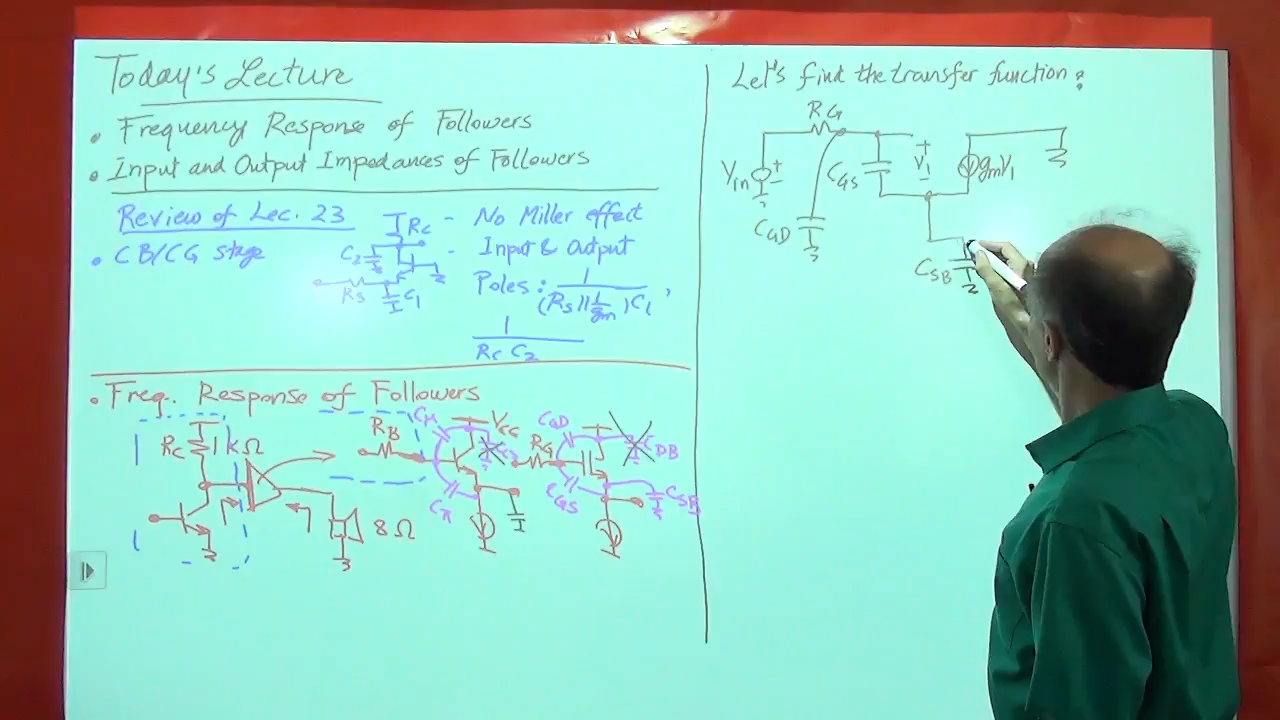 Today's Lecture
• Frequency Response of Followers
• Input and Output Impedances of Followers
Review of Lec. 23
• CB/CG stage
RC
C2
RS
C1
- No Miller effect
- Input & Output
Poles: 1/(RS||1/gm)C1,
1/RC C2
• Freq. Response of Followers
RC 1kΩ
8Ω
RB
Cμ
VCC
Cπ
RG
CGD
CDB
CGS
CSB
Let's find the transfer function:
RG
Vin
+
-
CGD
CGS
+
V1
-
gmV1
CSB